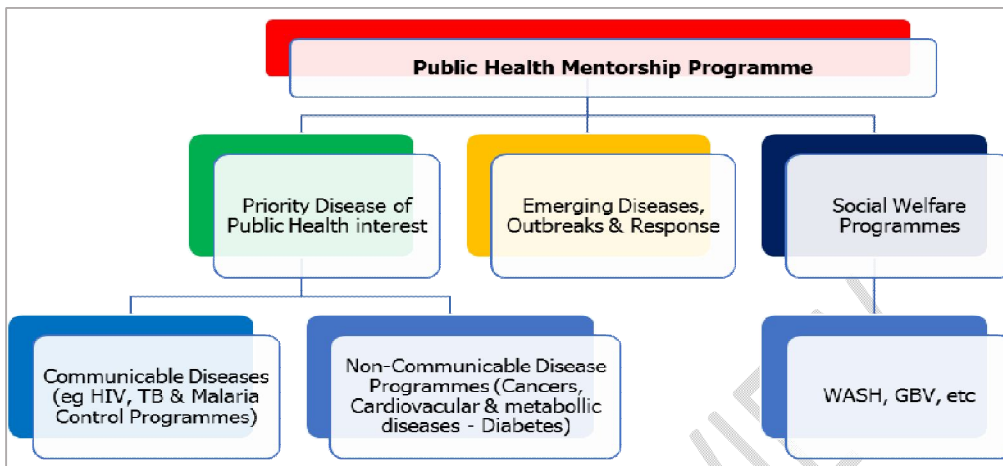 Public Health Mentorship Programme
Priority Disease of
Public Health interest
Emerging Diseases,
Outbreaks & Response
Social Welfare
Programmes
Communicable Diseases
(eg HIV, TB & Malaria
Control Programmes)
Non-Communicable Disease
Programmes (Cancers,
Cardiovacular & metabollic
diseases - Diabetes)
WASH, GBV, etc